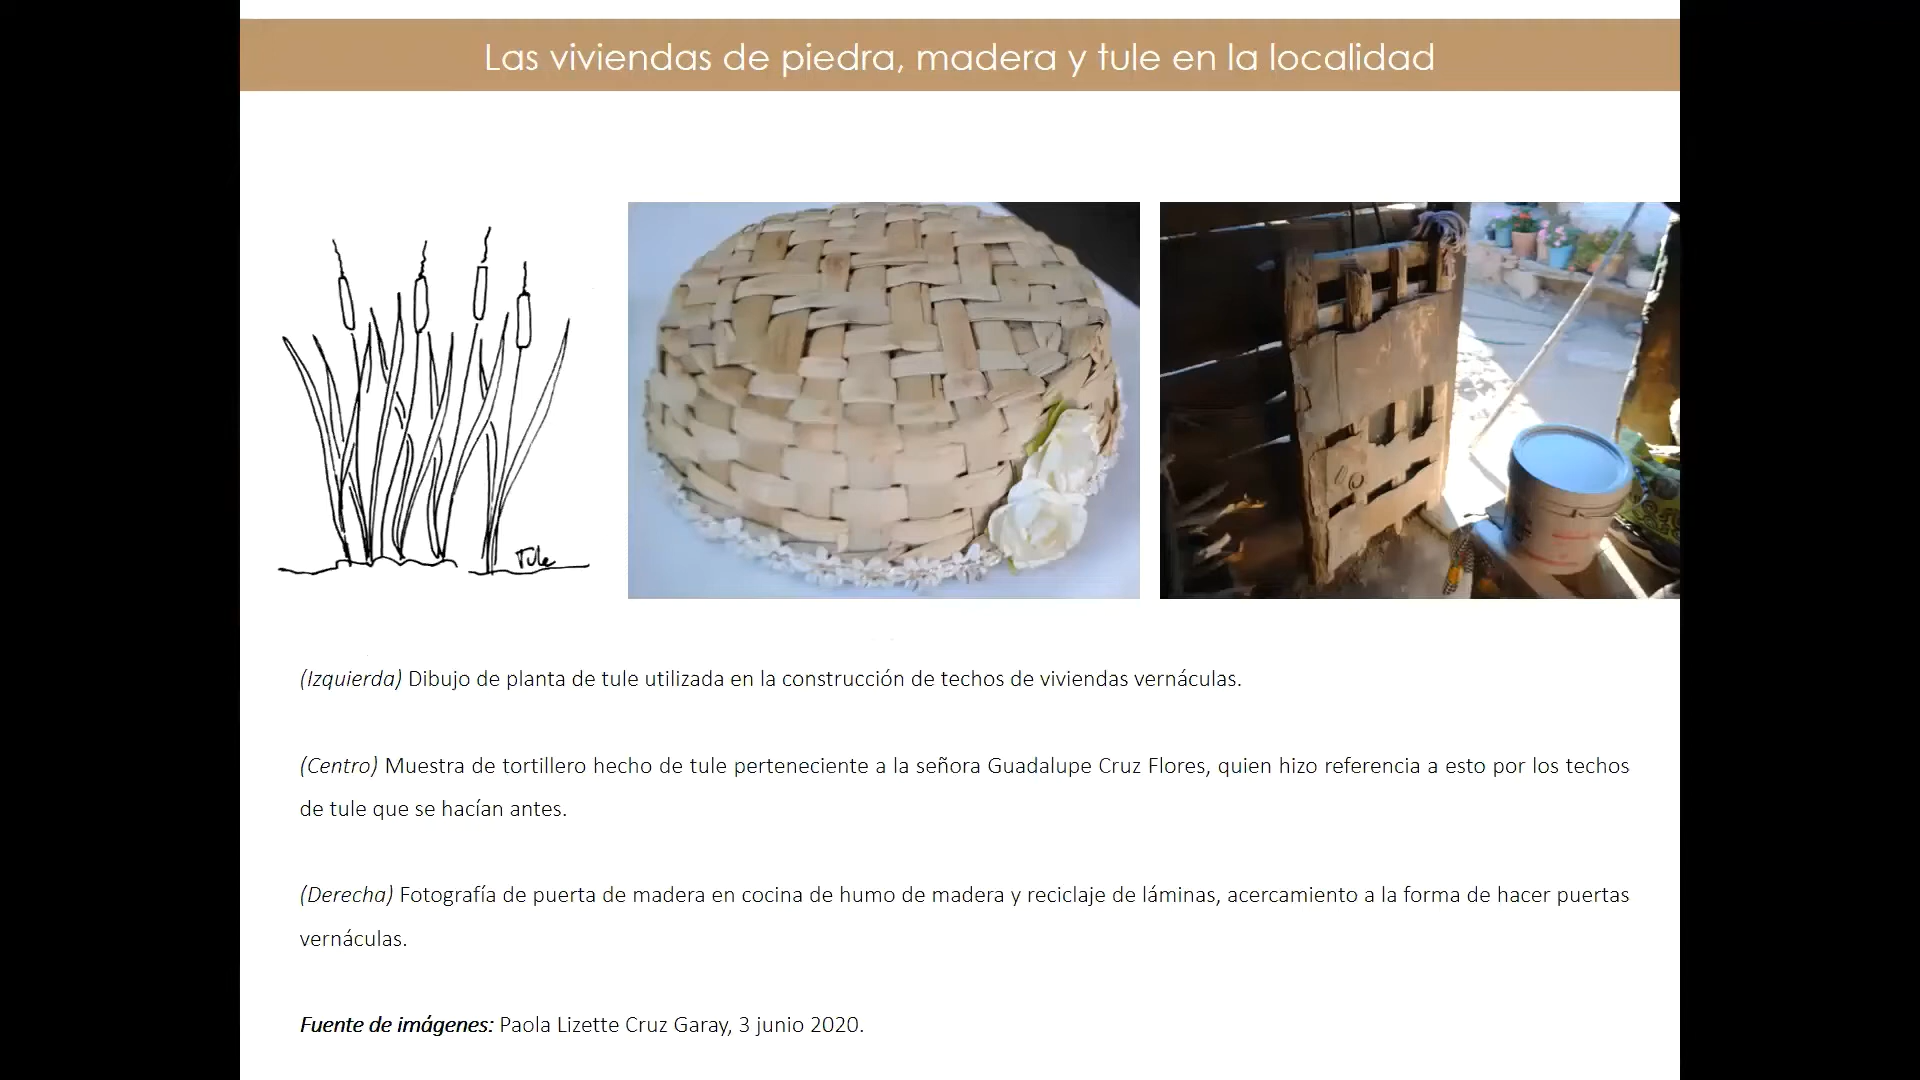 Las viviendas de piedra, madera y tule en la localidad
Tule
(Izquierda) Dibujo de planta de tule utilizada en la construcción de techos de viviendas vernáculas.
(Centro) Muestra de tortillero hecho de tule perteneciente a la señora Guadalupe Cruz Flores, quien hizo referencia a esto por los techos
de tule que se hacían antes.
(Derecha) Fotografía de puerta de madera en cocina de humo de madera y reciclaje de láminas, acercamiento a la forma de hacer puertas
vernáculas.
Fuente de imágenes: Paola Lizette Cruz Garay, 3 junio 2020.